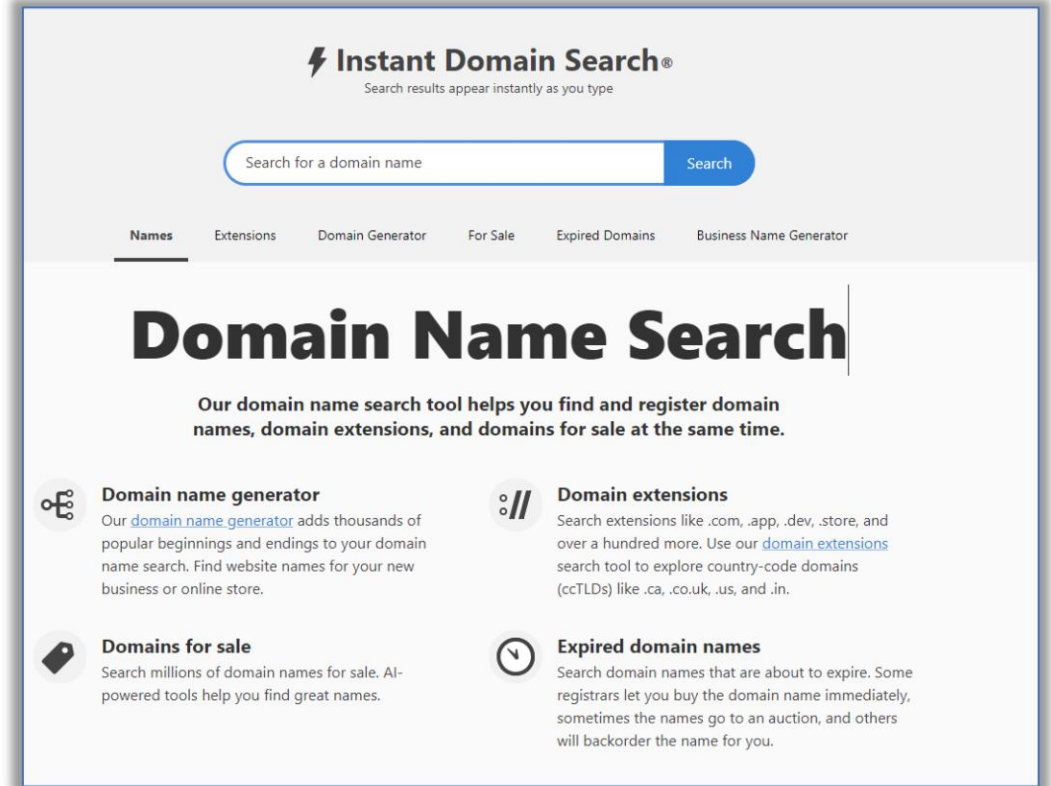 Instant Domain Search®
Search results appear instantly as you type
Search for a domain name
Search
Names
Extensions
Domain Generator
For Sale
Expired Domains
Business Name Generator
Domain Name Search
Our domain name search tool helps you find and register domain
names, domain extensions, and domains for sale at the same time.
Domain name generator
Our domain name generator adds thousands of
popular beginnings and endings to your domain
name search. Find website names for your new
business or online store.
Domain extensions
Search extensions like .com, .app, .dev, .store, and
over a hundred more. Use our domain extensions
search tool to explore country-code domains
(ccTLDs) like .ca, .co.uk, .us, and .in.
Domains for sale
Search millions of domain names for sale. AI-
powered tools help you find great names.
Expired domain names
Search domain names that are about to expire. Some
registrars let you buy the domain name immediately,
sometimes the names go to an auction, and others
will backorder the name for you.